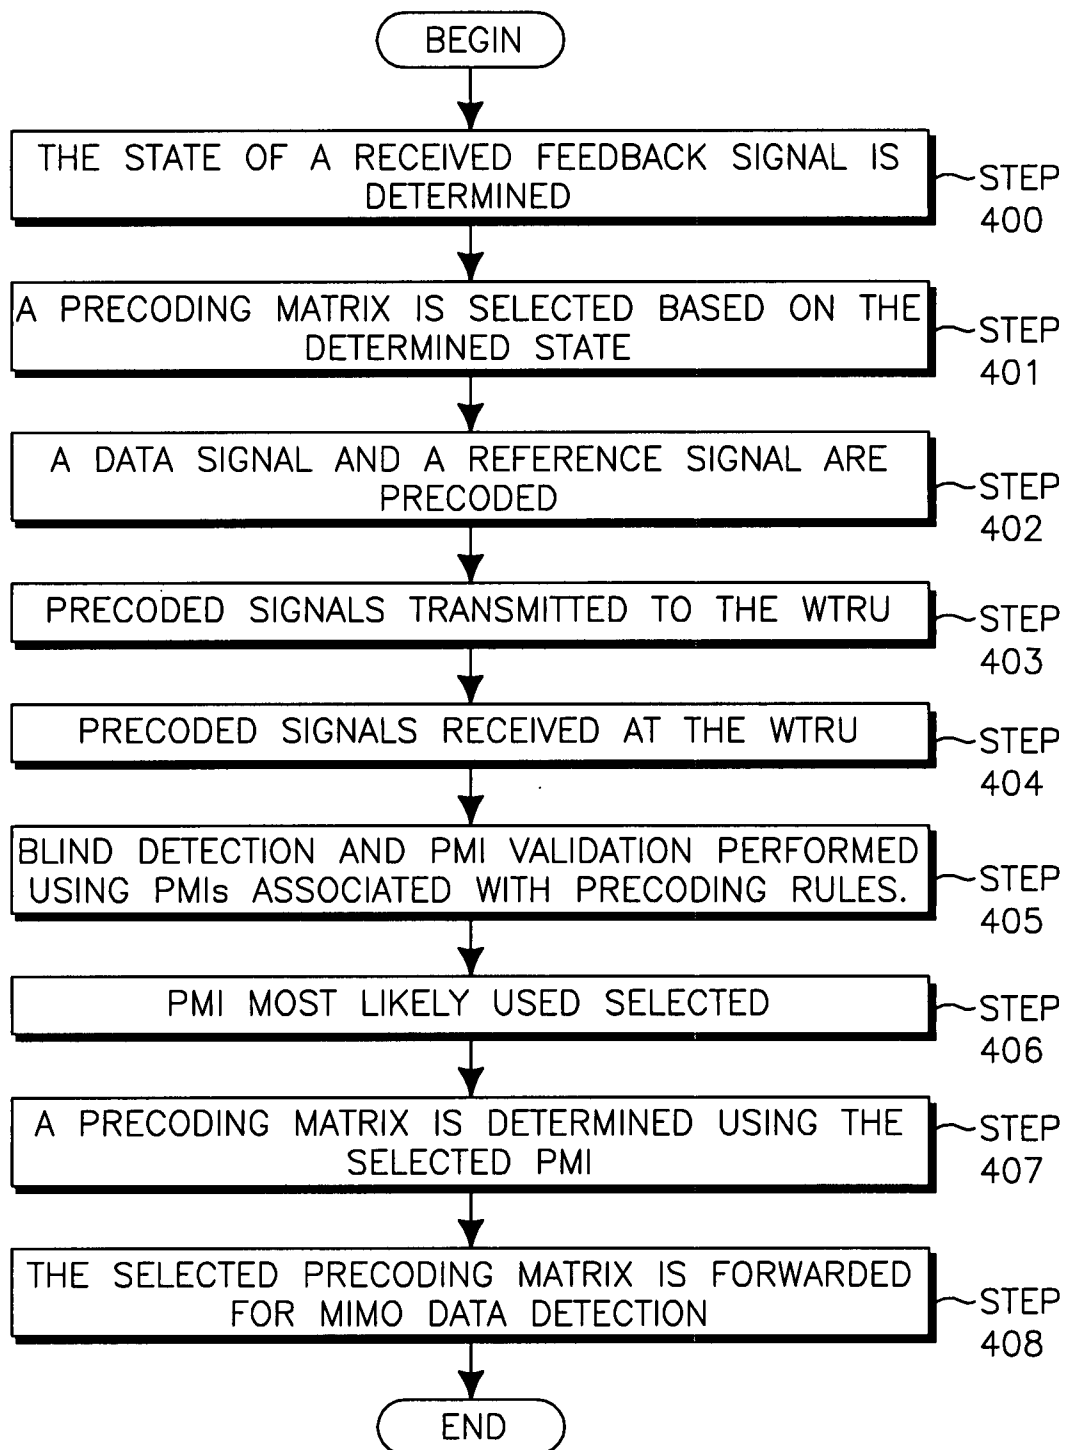 BEGIN
THE STATE OF A RECEIVED FEEDBACK SIGNAL IS
DETERMINED
STEP
400
A PRECODING MATRIX IS SELECTED BASED ON THE
DETERMINED STATE
STEP
401
A DATA SIGNAL AND A REFERENCE SIGNAL ARE
PRECODED
STEP
402
PRECODED SIGNALS TRANSMITTED TO THE WTRU
STEP
403
PRECODED SIGNALS RECEIVED AT THE WTRU
STEP
404
BLIND DETECTION AND PMI VALIDATION PERFORMED
USING PMIs ASSOCIATED WITH PRECODING RULES.
STEP
405
PMI MOST LIKELY USED SELECTED
STEP
406
A PRECODING MATRIX IS DETERMINED USING THE
SELECTED PMI
STEP
407
THE SELECTED PRECODING MATRIX IS FORWARDED
FOR MIMO DATA DETECTION
STEP
408
END